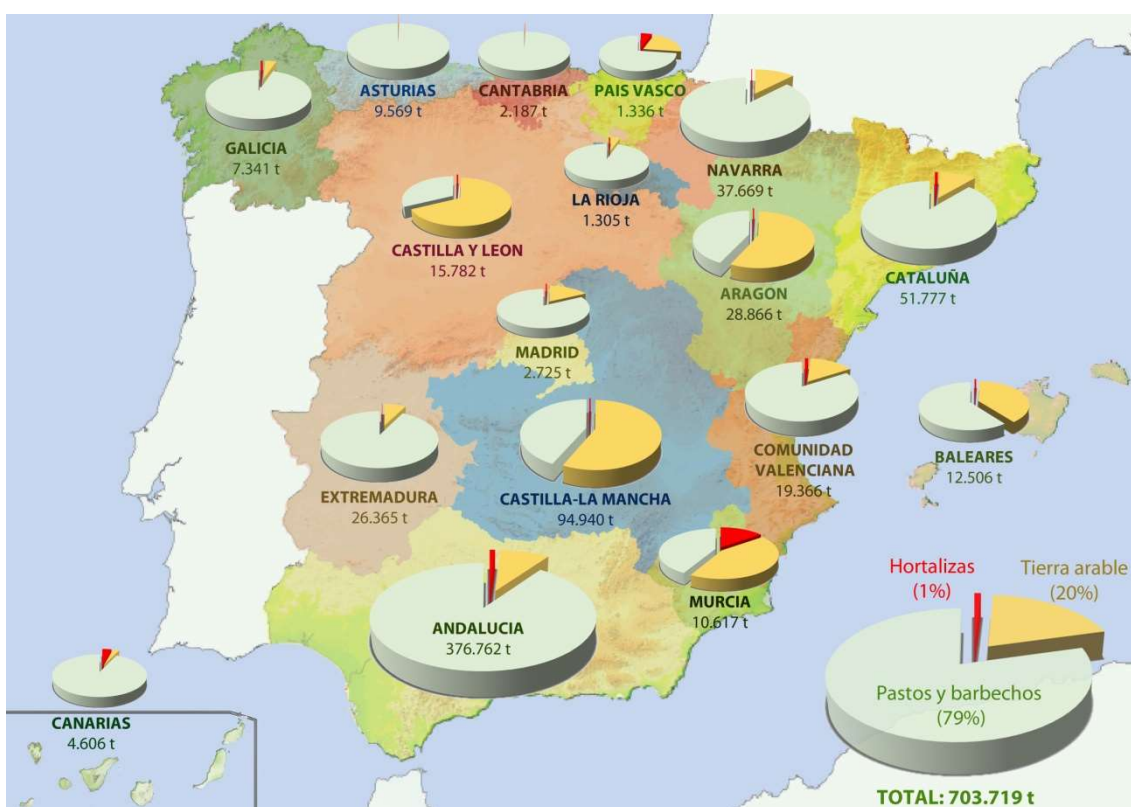 ASTURIAS
9.569 t
CANTABRIA
2.187 t
PAIS VASCO
1.336 t
GALICIA
7.341 t
NAVARRA
37.669 t
LA RIOJA
1.305 t
CASTILLA Y LEON
15.782 t
CATALUÑA
51.777 t
ARAGON
28.866 t
MADRID
2.725 t
COMUNIDAD
VALENCIANA
19.366 t
BALEARES
12.506 t
EXTREMADURA
26.365 t
CASTILLA-LA MANCHA
94.940 t
MURCIA
10.617 t
ANDALUCIA
376.762 t
CANARIAS
4.606 t
Hortalizas
(1%)
Tierra arable
(20%)
Pastos y barbechos
(79%)
TOTAL: 703.719 t